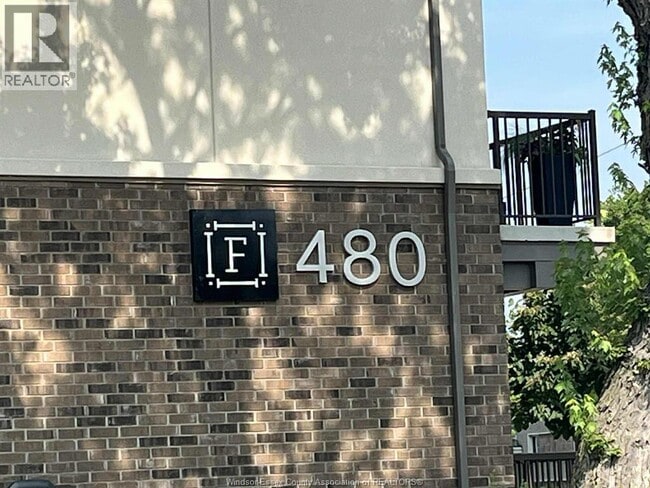 R
REALTOR®
F 480
Windsor-Essex County Association of REALTORS®